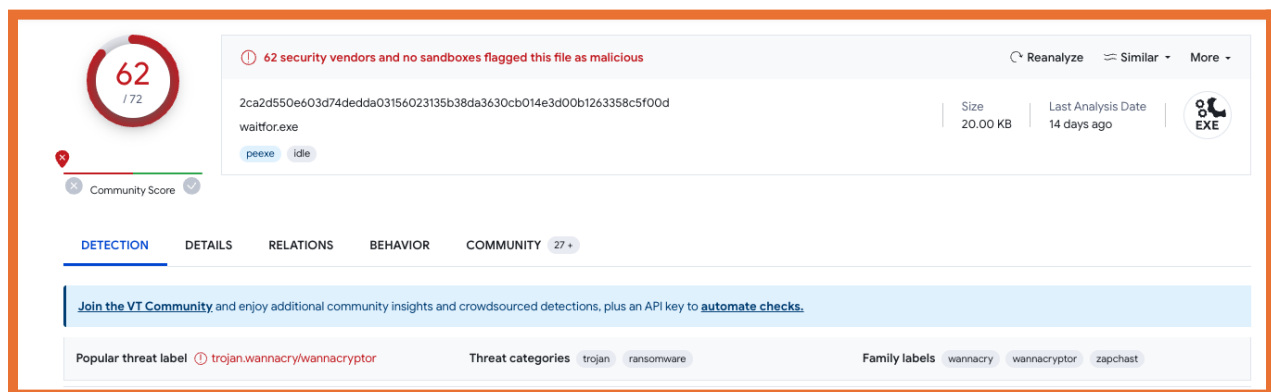 62
/ 72
Community Score
62 security vendors and no sandboxes flagged this file as malicious
Reanalyze Similar More
2ca2d550e603d74dedda03156023135b38da3630cb014e3d00b1263358c5f00d
waitfor.exe
peexe idle
Size
20.00 KB
Last Analysis Date
14 days ago
EXE
DETECTION DETAILS RELATIONS BEHAVIOR COMMUNITY 27 +
Join the VT Community and enjoy additional community insights and crowdsourced detections, plus an API key to automate checks.
Popular threat label trojan.wannacry/wannacryptor Threat categories trojan ransomware Family labels wannacry wannacryptor zapchast